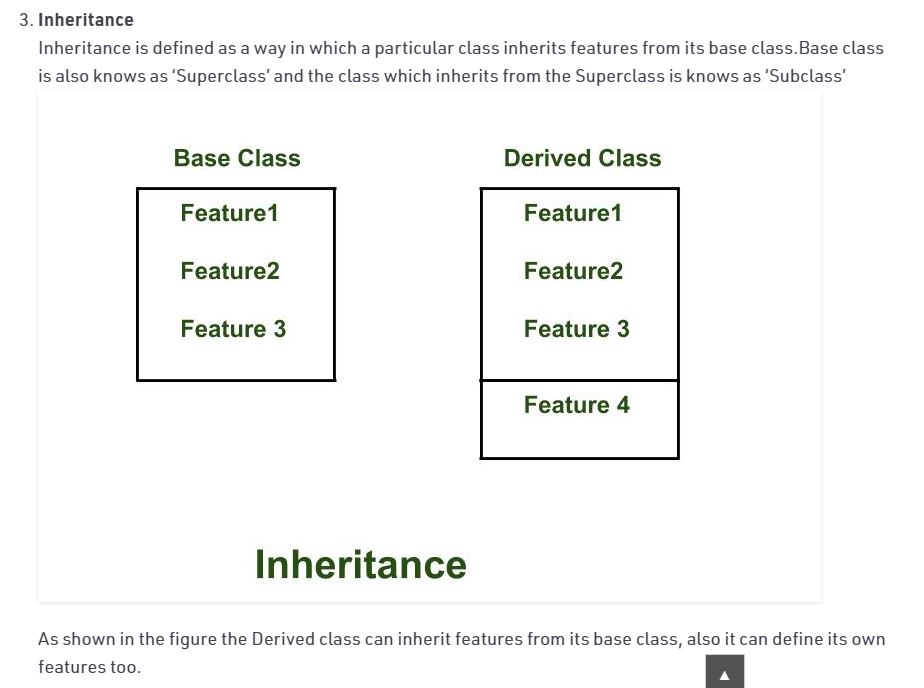 3. Inheritance
Inheritance is defined as a way in which a particular class inherits features from its base class.Base class
is also knows as ‘Superclass’ and the class which inherits from the Superclass is knows as ‘Subclass’
Base Class
Feature1
Feature2
Feature 3
Derived Class
Feature1
Feature2
Feature 3
Feature 4
Inheritance
As shown in the figure the Derived class can inherit features from its base class, also it can define its own
features too.